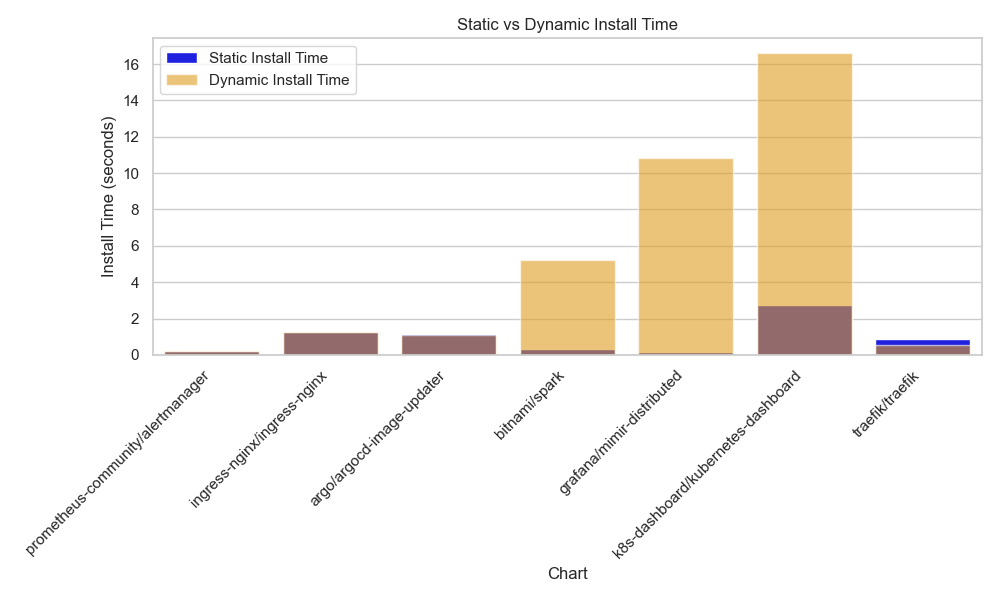 Static vs Dynamic Install Time
Static Install Time
Dynamic Install Time
Install Time (seconds)
16
14
12
10
8
6
4
2
0
prometheus-community/alertmanager
ingress-nginx/ingress-nginx
argo/argocd-image-updater
bitnami/spark
grafana/mimir-distributed
k8s-dashboard/kubernetes-dashboard
traefik/traefik
Chart